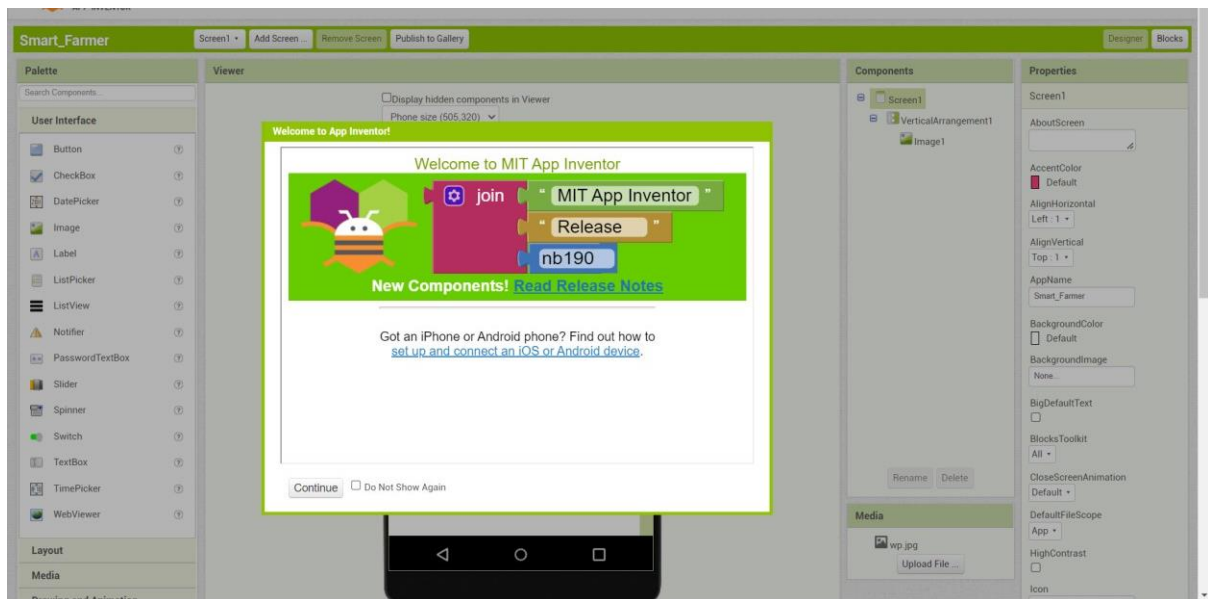 Smart_Farmer
Screen1
Add Screen ...
Remove Screen
Publish to Gallery
Designer
Blocks
Palette
Search Components...
User Interface
Button
CheckBox
DatePicker
Image
Label
ListPicker
ListView
Notifier
PasswordTextBox
Slider
Spinner
Switch
TextBox
TimePicker
WebViewer
Layout
Media
Viewer
Display hidden components in Viewer
Phone size (505,320)
Welcome to App Inventor!
Welcome to MIT App Inventor
join " MIT App Inventor "
" Release "
nb190
New Components! Read Release Notes
Got an iPhone or Android phone? Find out how to
set up and connect an iOS or Android device.
Continue
Do Not Show Again
Components
Screen1
VerticalArrangement1
Image1
Rename
Delete
Media
wp.jpg
Upload File ...
Properties
Screen1
AboutScreen
AccentColor
Default
AlignHorizontal
Left : 1
AlignVertical
Top : 1
AppName
Smart_Farmer
BackgroundColor
Default
BackgroundImage
None...
BigDefaultText
BlocksToolkit
All
CloseScreenAnimation
Default
DefaultFileScope
App
HighContrast
Icon